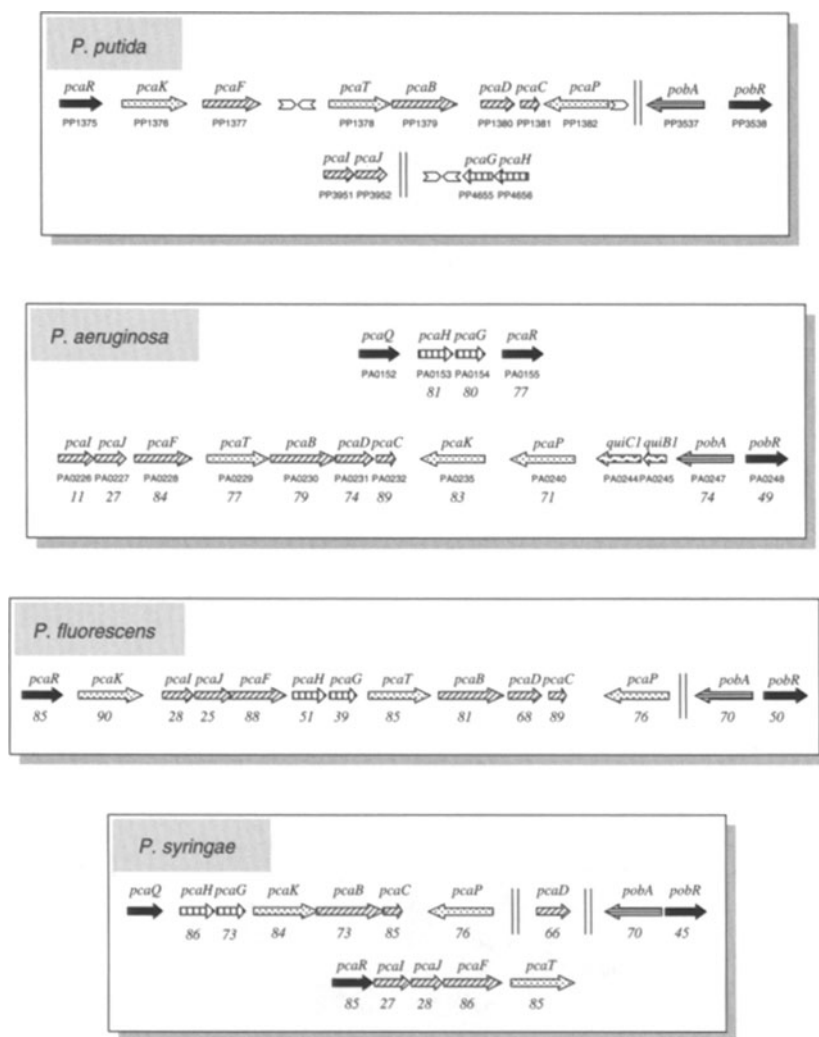 P. putida
pcaR pcaK pcaF pcaT pcaB pcaD pcaC pcaP pobA pobR
PP1375 PP1376 PP1377 PP1378 PP1379 PP1380 PP1381 PP1382 PP3537 PP3538
pcaI pcaJ pcaG pcaH
PP3951 PP3952 PP4655 PP4656
P. aeruginosa
pcaQ pcaH pcaG pcaR
PA0152 PA0153 PA0154 PA0155
81 80 77
pcaI pcaJ pcaF pcaT pcaB pcaD pcaC pcaK pcaP quiC1 quiB1 pobA pobR
PA0226 PA0227 PA0228 PA0229 PA0230 PA0231 PA0232 PA0235 PA0240 PA0244 PA0245 PA0247 PA0248
11 27 84 77 79 74 89 83 71 74 49
P. fluorescens
pcaR pcaK pcaI pcaJ pcaF pcaH pcaG pcaT pcaB pcaD pcaC pcaP pobA pobR
85 90 28 25 88 51 39 85 81 68 89 76 70 50
P. syringae
pcaQ pcaH pcaG pcaK pcaB pcaC pcaP pcaD pobA pobR
86 73 84 73 85 76 66 70 45
pcaR pcaI pcaJ pcaF pcaT
85 27 28 86 85